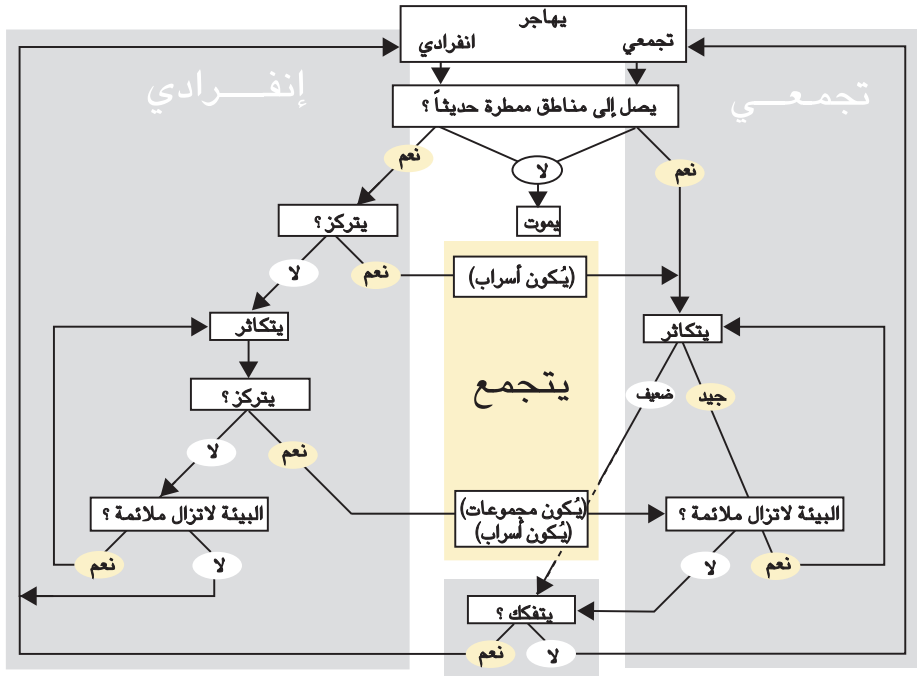 يهاجر
تجمعي انفرادي
تجمعي
إنفرادي
يصل إلى مناطق ممطرة حديثاً ؟
نعم
لا
نعم
يموت
يتركز ؟
لا
نعم
(يُكون أسراب)
يتكاثر
يتكاثر
يتجمع
يتركز ؟
ضعيف
جيد
لا
نعم
البيئة لاتزال ملائمة ؟
(يُكون مجموعات)
(يُكون أسراب)
البيئة لاتزال ملائمة ؟
نعم
لا
لا
نعم
يتفكك ؟
نعم
لا